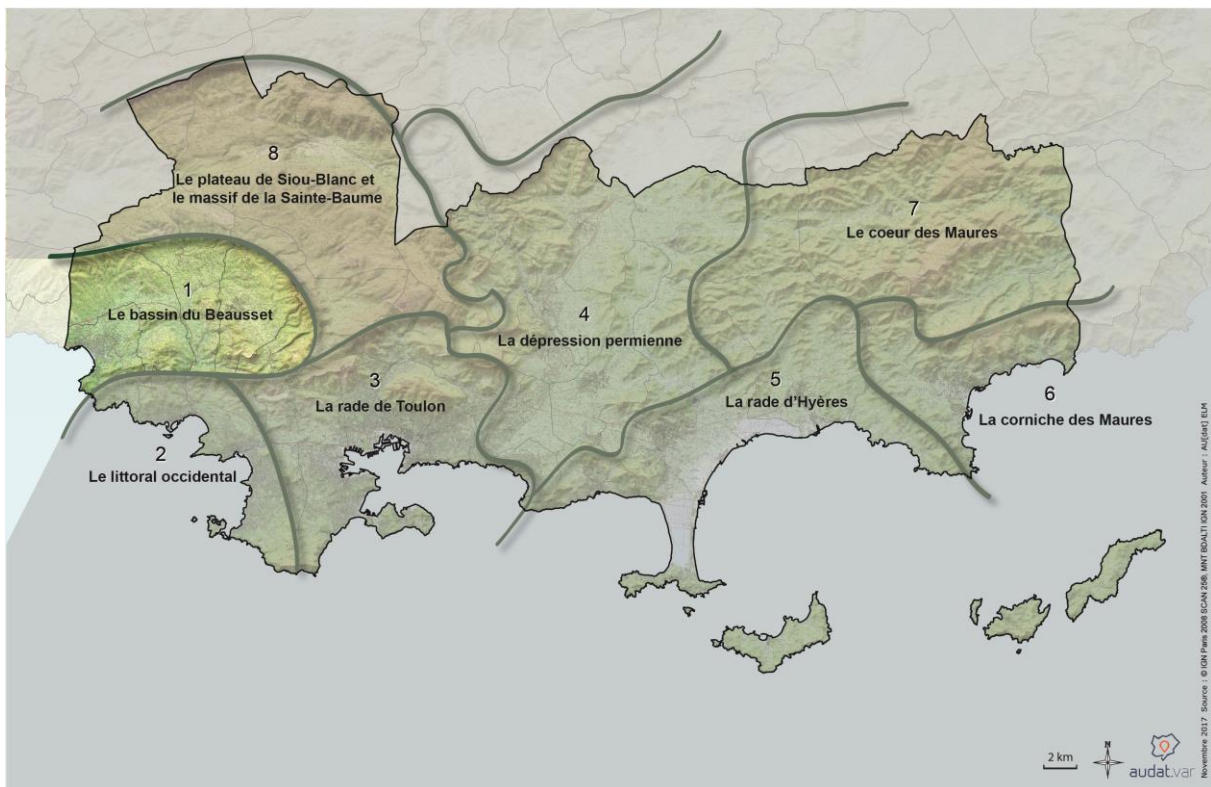 8
Le plateau de Siou-Blanc et
le massif de la Sainte-Baume
7
Le coeur des Maures
1
Le bassin du Beausset
4
La dépression permienne
3
La rade de Toulon
5
La rade d'Hyères
6
La corniche des Maures
2
Le littoral occidental
2 km
N
audat.var
Novembre 2017 Source : © IGN Paris 2008 SCAN 25®, MNT BDALTI IGN 2001 Auteur : AU[dat] ELM